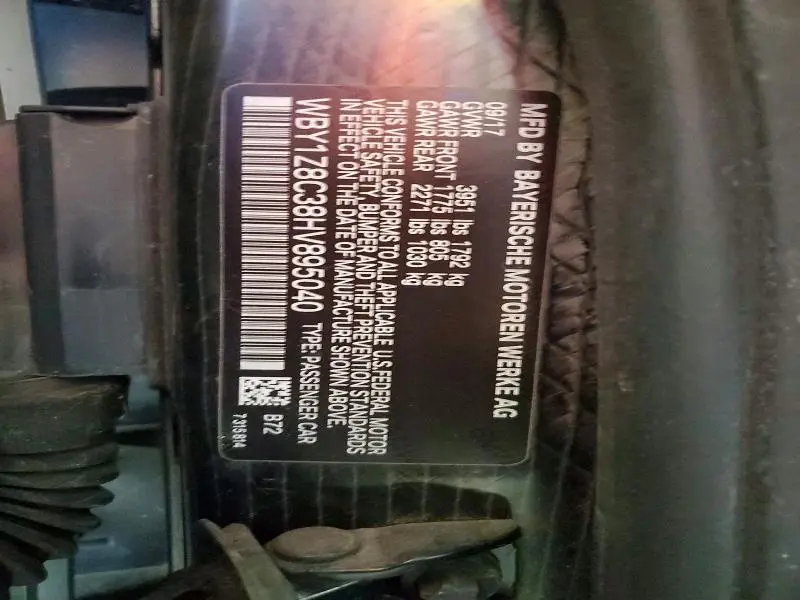 MFD BY BAYERISCHE MOTOREN WERKE AG
09/17
GVWR 3951 lbs 1792 kg
GAWR FRONT 1775 lbs 805 kg
GAWR REAR 2271 lbs 1030 kg
THIS VEHICLE CONFORMS TO ALL APPLICABLE U.S.FEDERAL MOTOR
VEHICLE SAFETY, BUMPER AND THEFT PREVENTION STANDARDS
IN EFFECT ON THE DATE OF MANUFACTURE SHOWN ABOVE.
WBY1Z8C38HV895040 TYPE: PASSENGER CAR
B72
7315814